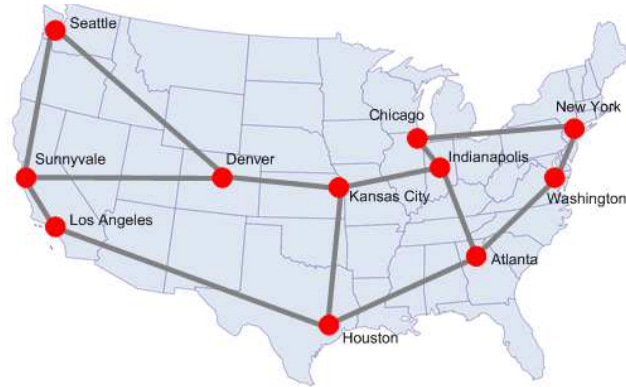 Seattle
New York
Chicago
Sunnyvale
Denver
Indianapolis
Kansas City
Washington
Los Angeles
Atlanta
Houston